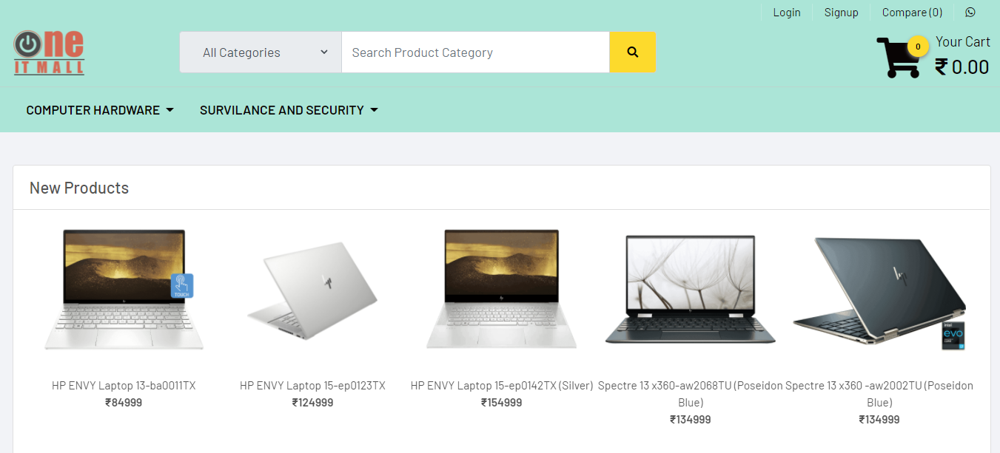 Login
Signup
Compare (0)
One
IT MALL
All Categories
Search Product Category
0
Your Cart
₹ 0.00
COMPUTER HARDWARE
SURVILANCE AND SECURITY
New Products
TOUCH
intel
evo
HP ENVY Laptop 13-ba0011TX
₹84999
HP ENVY Laptop 15-ep0123TX
₹124999
HP ENVY Laptop 15-ep0142TX (Silver)
₹154999
Spectre 13 x360-aw2068TU (Poseidon
Blue)
₹134999
Spectre 13 x360 -aw2002TU (Poseidon
Blue)
₹134999